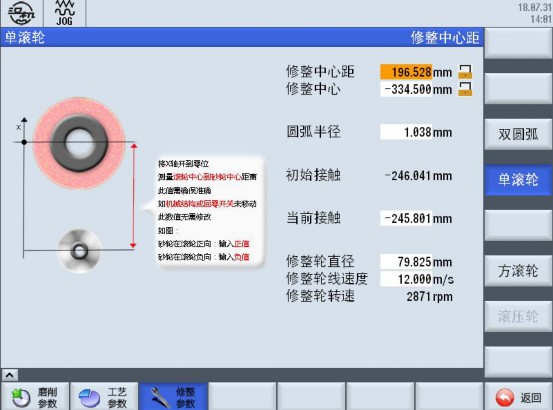 汉机
JOG
18.07.31
14:01
单滚轮
修整中心距
修整中心距 196.528 mm
修整中心 -334.500 mm
圆弧半径 1.038 mm
初始接触 -246.041 mm
当前接触 -245.801 mm
修整轮直径 79.825 mm
修整轮线速度 12.000 m/s
修整轮转速 2871 rpm
X
将X轴开到零位
测量滚轮中心到砂轮中心距离
此值需确保准确
如机械结构或回零开关未移动
此数值无需修改
如图：
砂轮在滚轮正向：输入正值
砂轮在滚轮负向：输入负值
双圆弧
单滚轮
方滚轮
滚压轮
磨削
参数
工艺
参数
修整
参数
返回